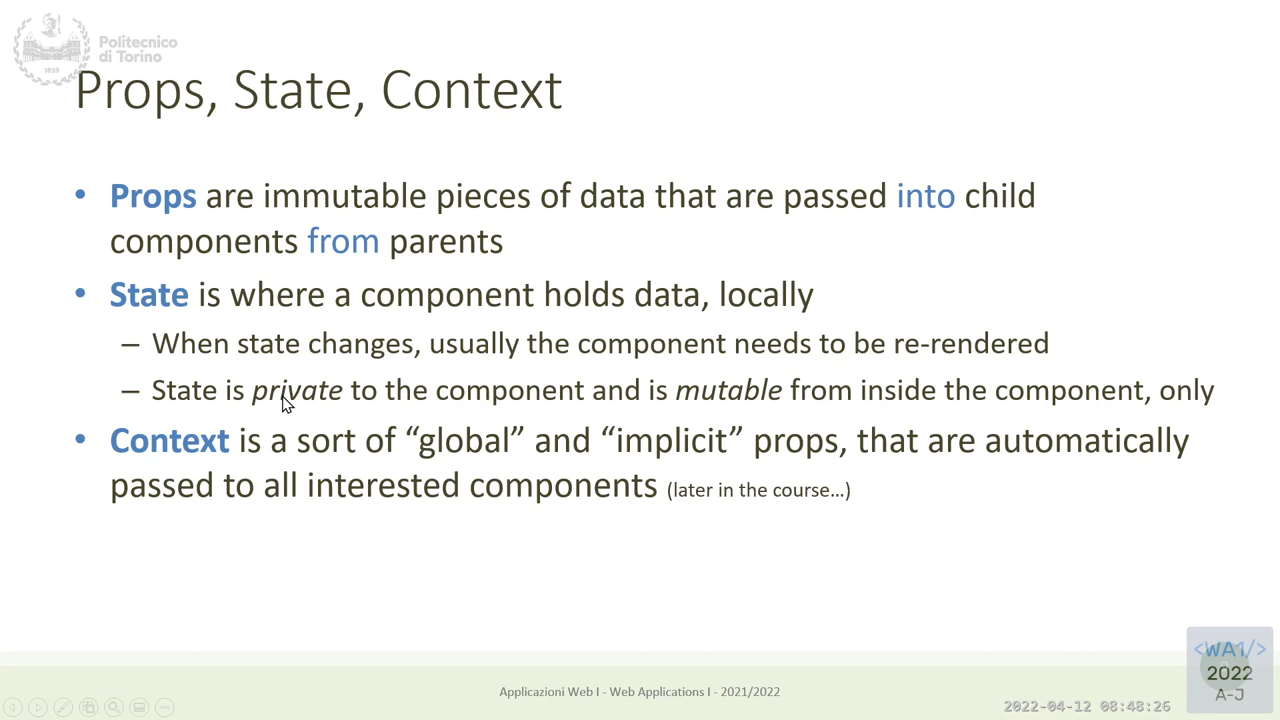 Politecnico
di Torino
1859
Props, State, Context
• Props are immutable pieces of data that are passed into child
components from parents
• State is where a component holds data, locally
– When state changes, usually the component needs to be re-rendered
– State is private to the component and is mutable from inside the component, only
• Context is a sort of “global” and “implicit” props, that are automatically
passed to all interested components (later in the course…)
Applicazioni Web I - Web Applications I - 2021/2022
2022-04-12 08:48:26
<WA1/>
2022
A-J